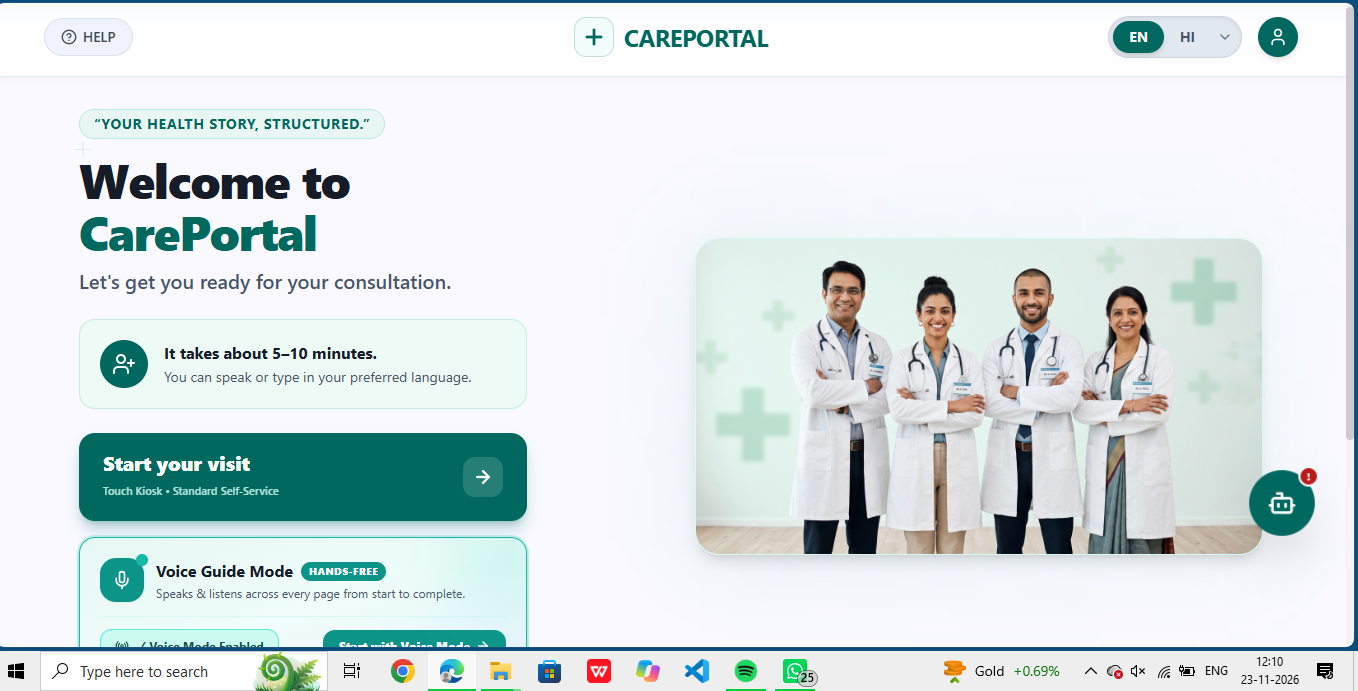 HELP
CAREPORTAL
EN
HI
“YOUR HEALTH STORY, STRUCTURED.”
Welcome to
CarePortal
Let's get you ready for your consultation.
It takes about 5–10 minutes.
You can speak or type in your preferred language.
Start your visit
Touch Kiosk • Standard Self-Service
Voice Guide Mode
HANDS-FREE
Speaks & listens across every page from start to complete.
Voice Mode Enabled
Start with Voice Mode
Type here to search
25
Gold +0.69%
ENG
12:10
23-11-2026